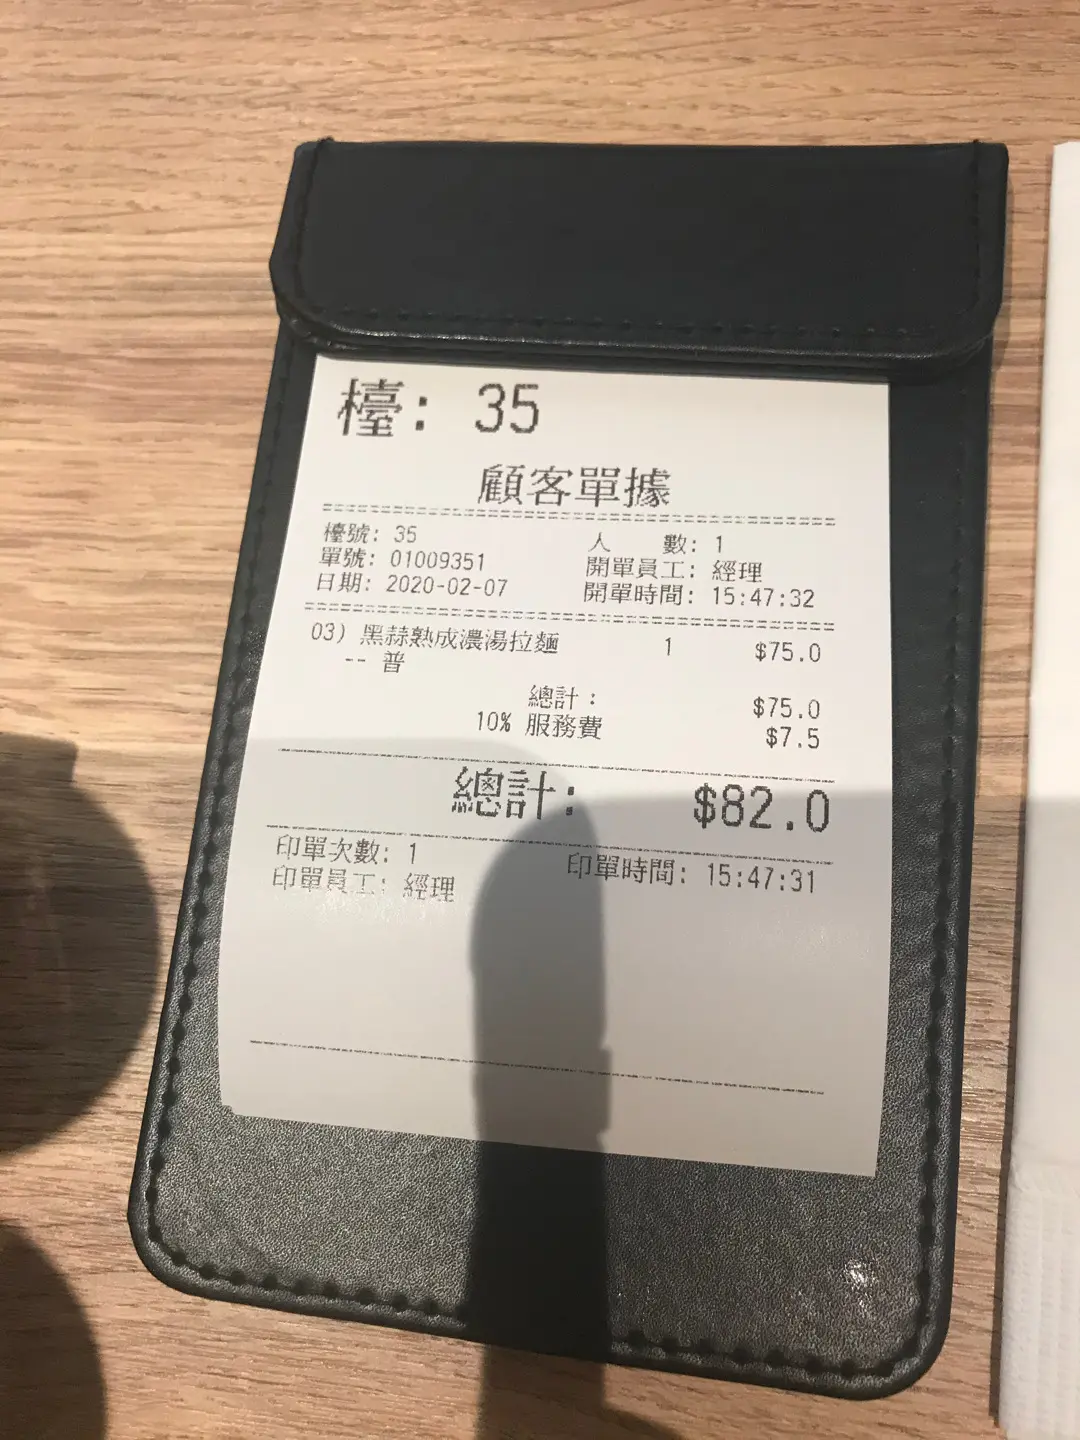 檯: 35
顧客單據
檯號: 35 人 數: 1
單號: 01009351 開單員工: 經理
日期: 2020-02-07 開單時間: 15:47:32
03) 黑蒜熟成濃湯拉麵 1 $75.0
-- 普
總計: $75.0
10% 服務費 $7.5
總計: $82.0
印單次數: 1 印單時間: 15:47:31
印單員工: 經理